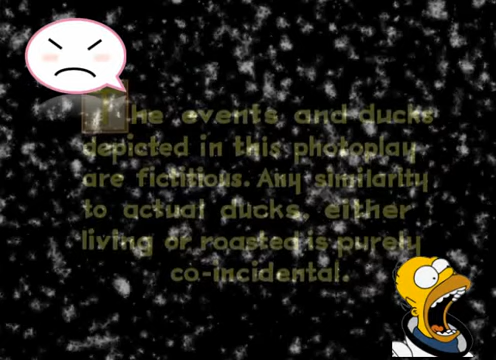 The events and ducks
depicted in this photoplay
are fictitious. Any similarity
to actual ducks, either
living or roasted is purely
co-incidental.